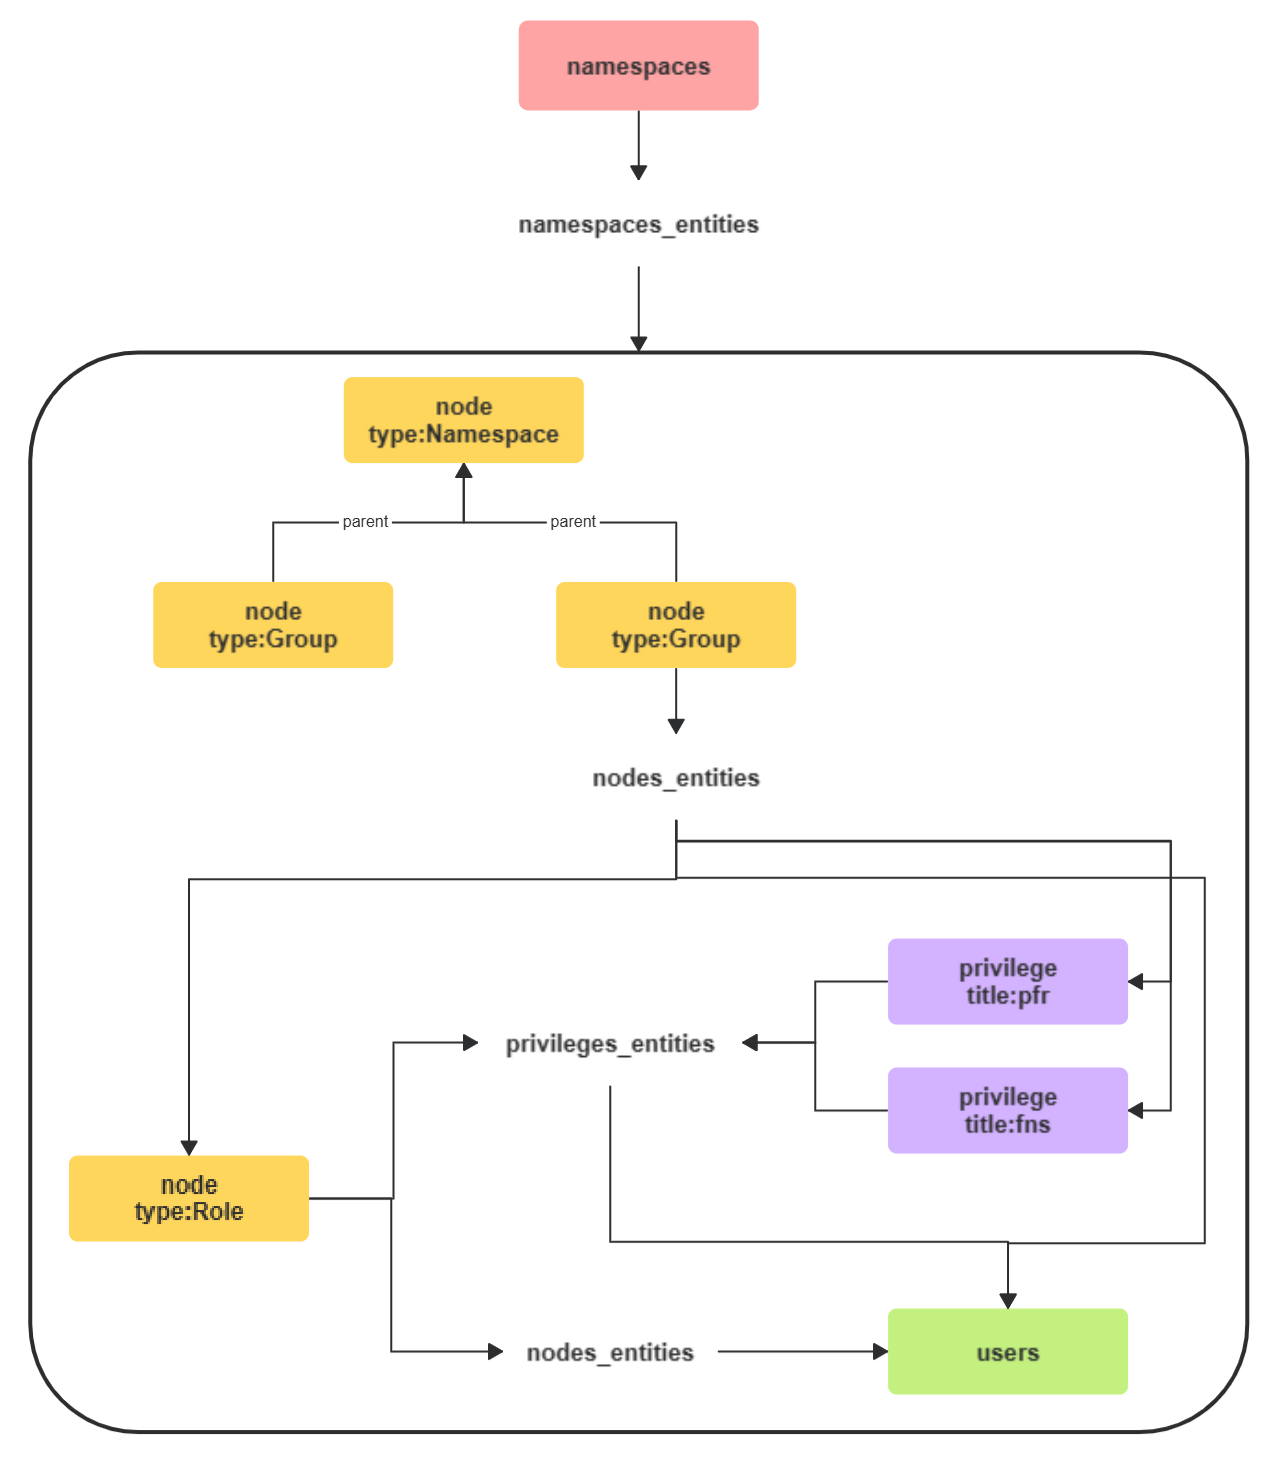 namespaces
namespaces_entities
node
type:Namespace
parent
parent
node
type:Group
node
type:Group
nodes_entities
privilege
title:pfr
privileges_entities
privilege
title:fns
node
type:Role
nodes_entities
users